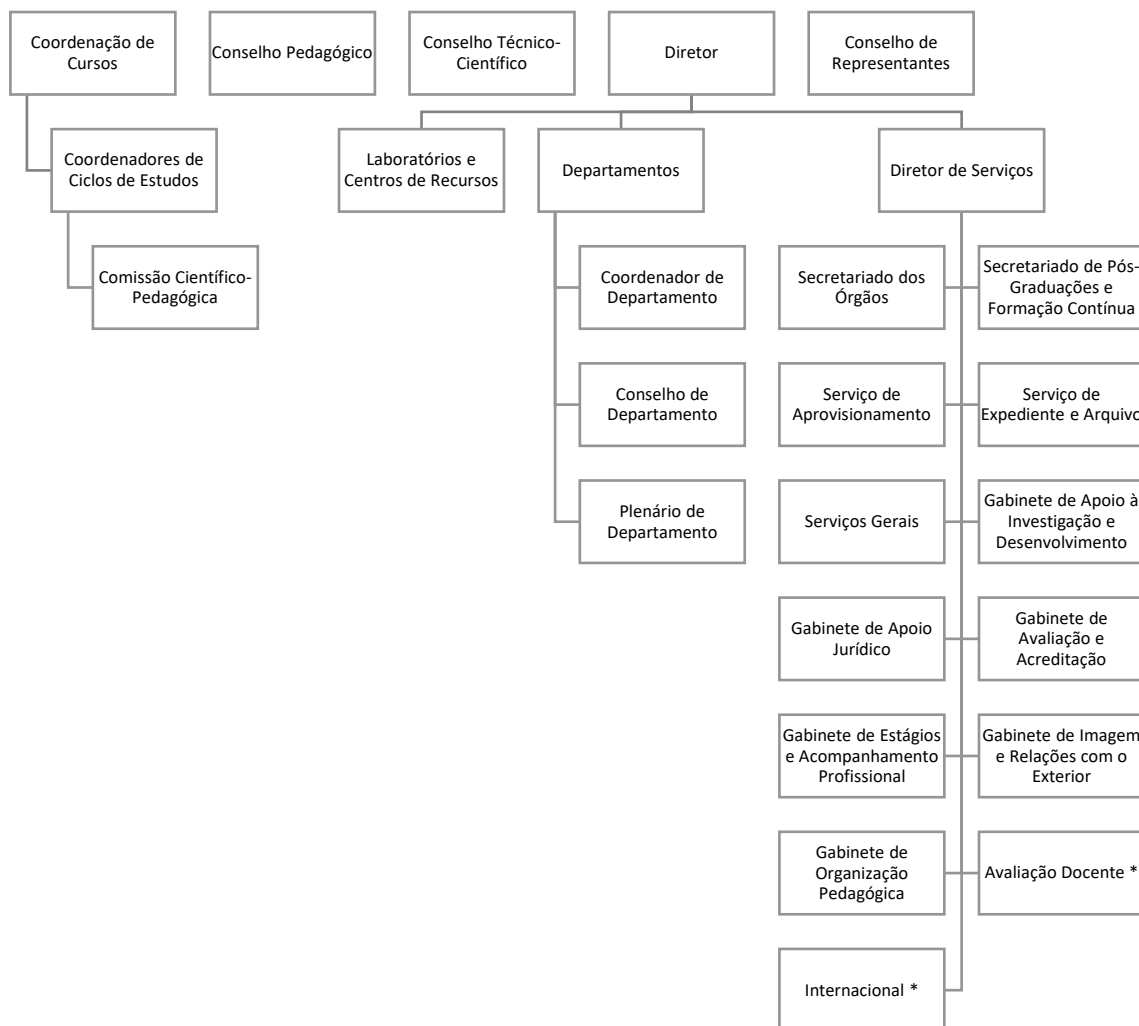 Coordenação de
Cursos
Conselho Pedagógico
Conselho Técnico-
Científico
Diretor
Conselho de
Representantes
Coordenadores de
Ciclos de Estudos
Laboratórios e
Centros de Recursos
Departamentos
Diretor de Serviços
Comissão Científico-
Pedagógica
Coordenador de
Departamento
Secretariado dos
Órgãos
Secretariado de Pós-
Graduações e
Formação Contínua
Conselho de
Departamento
Serviço de
Aprovisionamento
Serviço de
Expediente e Arquivo
Plenário de
Departamento
Serviços Gerais
Gabinete de Apoio à
Investigação e
Desenvolvimento
Gabinete de Apoio
Jurídico
Gabinete de
Avaliação e
Acreditação
Gabinete de Estágios
e Acompanhamento
Profissional
Gabinete de Imagem
e Relações com o
Exterior
Gabinete de
Organização
Pedagógica
Avaliação Docente *
Internacional *